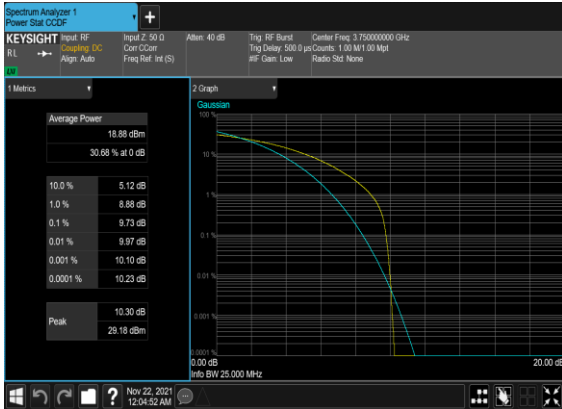 Spectrum Analyzer 1
Power Stat CCDF
KEYSIGHT
RL
Input: RF
Coupling: DC
Align: Auto
Input Z: 50 Ω
Corr CCorr
Freq Ref: Int (S)
Atten: 40 dB
Trig: RF Burst
Trig Delay: 500.0 µs
#IF Gain: Low
Center Freq: 3.750000000 GHz
Counts: 1.00 M/1.00 Mpt
Radio Std: None
1 Metrics
Average Power
18.88 dBm
30.68 % at 0 dB
10.0 % 5.12 dB
1.0 % 8.88 dB
0.1 % 9.73 dB
0.01 % 9.97 dB
0.001 % 10.10 dB
0.0001 % 10.23 dB
Peak
10.30 dB
29.18 dBm
2 Graph
Gaussian
100 %
10 %
1 %
0.1 %
0.01 %
0.001 %
0.0001 %
0.00 dB 20.00 dB
Info BW 25.000 MHz
?
Nov 22, 2021
12:04:52 AM